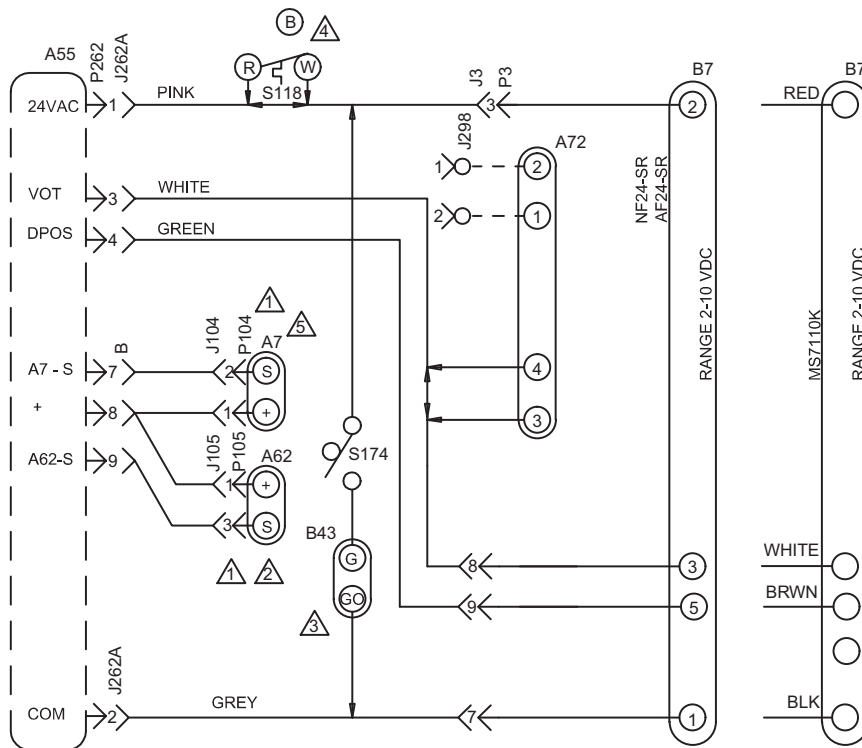 B
4
A55
P262
J262A
R
W
S118
J3
P3
B7
B7
24VAC
1
PINK
3
2
RED
J298
A72
1
2
NF24-SR
AF24-SR
VOT
3
WHITE
2
1
DPOS
4
GREEN
RANGE 2-10 VDC
MS7110K
RANGE 2-10 VDC
1
5
B
J104
P104
A7
A7 - S
7
2
S
4
+
8
1
+
3
J105
P105
A62
S174
A62-S
9
1
+
3
S
B43
1
2
G
8
3
WHITE
3
GO
9
5
BRWN
J262A
COM
2
GREY
7
1
BLK